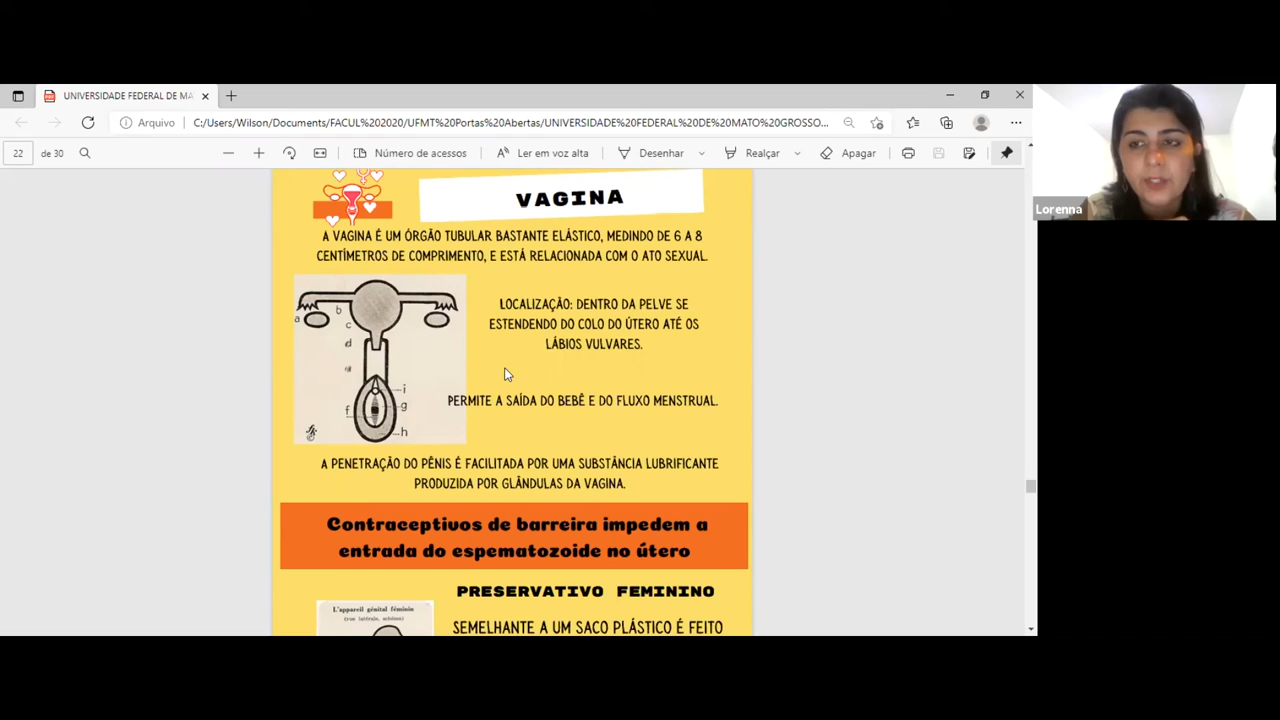 UNIVERSIDADE FEDERAL DE MA
Arquivo
C:/Users/Wilson/Documents/FACUL%202020/UFMT%20Portas%20Abertas/UNIVERSIDADE%20FEDERAL%20DE%20MATO%20GROSSO...
22 de 30
Número de acessos
Ler em voz alta
Desenhar
Realçar
Apagar
Lorenna
VAGINA
A VAGINA É UM ÓRGÃO TUBULAR BASTANTE ELÁSTICO, MEDINDO DE 6 A 8
CENTÍMETROS DE COMPRIMENTO, E ESTÁ RELACIONADA COM O ATO SEXUAL.
a
b
c
d
f
i
g
h
LOCALIZAÇÃO: DENTRO DA PELVE SE
ESTENDENDO DO COLO DO ÚTERO ATÉ OS
LÁBIOS VULVARES.
PERMITE A SAÍDA DO BEBÊ E DO FLUXO MENSTRUAL.
A PENETRAÇÃO DO PÊNIS É FACILITADA POR UMA SUBSTÂNCIA LUBRIFICANTE
PRODUZIDA POR GLÂNDULAS DA VAGINA.
Contraceptivos de barreira impedem a
entrada do espematozoide no útero
PRESERVATIVO FEMININO
L'appareil génital féminin
(vue latérale, schéma)
SEMELHANTE A UM SACO PLÁSTICO É FEITO